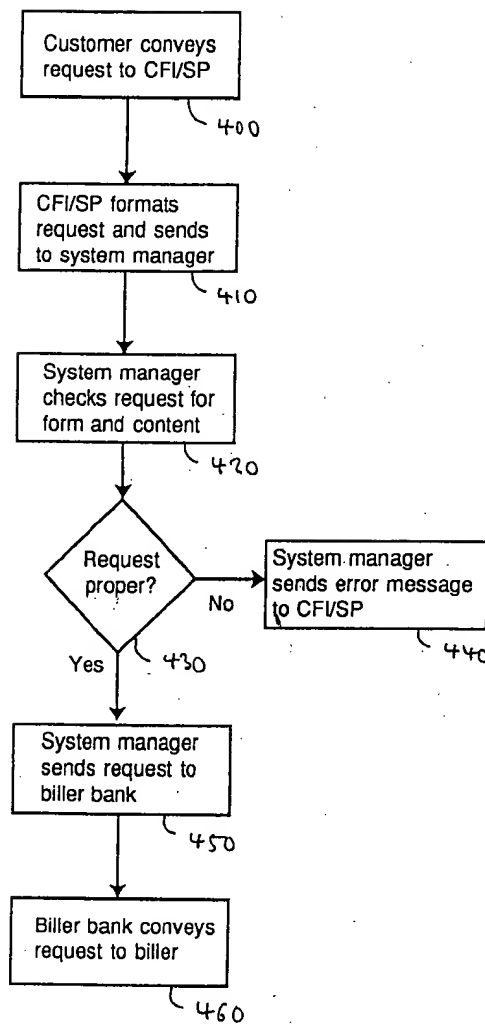 Customer conveys
request to CFI/SP
400
CFI/SP formats
request and sends
to system manager
410
System manager
checks request for
form and content
420
Request
proper?
No
System manager
sends error message
to CFI/SP
440
Yes
430
System manager
sends request to
biller bank
450
Biller bank conveys
request to biller
460